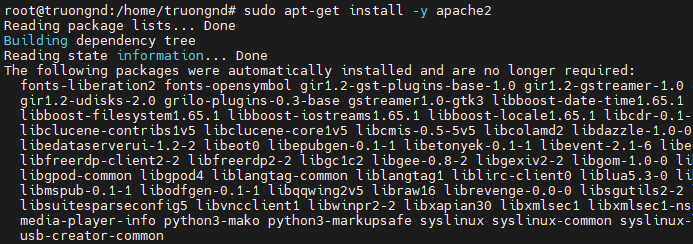 root@truongnd:/home/truongnd# sudo apt-get install -y apache2
Reading package lists... Done
Building dependency tree
Reading state information... Done
The following packages were automatically installed and are no longer required:
fonts-liberation2 fonts-opensymbol gir1.2-gst-plugins-base-1.0 gir1.2-gstreamer-1.0
gir1.2-udisks-2.0 grilo-plugins-0.3-base gstreamer1.0-gtk3 libboost-date-time1.65.1
libboost-filesystem1.65.1 libboost-iostreams1.65.1 libboost-locale1.65.1 libcdr-0.1-
libclucene-contribs1v5 libclucene-core1v5 libcmis-0.5-5v5 libcolamd2 libdazzle-1.0-0
libedataserverui-1.2-2 libeot0 libepubgen-0.1-1 libetonyek-0.1-1 libevent-2.1-6 libe
libfreerdp-client2-2 libfreerdp2-2 libgc1c2 libgee-0.8-2 libgexiv2-2 libgom-1.0-0 li
libgpod-common libgpod4 liblangtag-common liblangtag1 liblirc-client0 liblua5.3-0 li
libmspub-0.1-1 libodfgen-0.1-1 libqqwing2v5 libraw16 librevenge-0.0-0 libsgutils2-2
libsuitesparseconfig5 libvncclient1 libwinpr2-2 libxapian30 libxmlsec1 libxmlsec1-ns
media-player-info python3-mako python3-markupsafe syslinux syslinux-common syslinux-
usb-creator-common